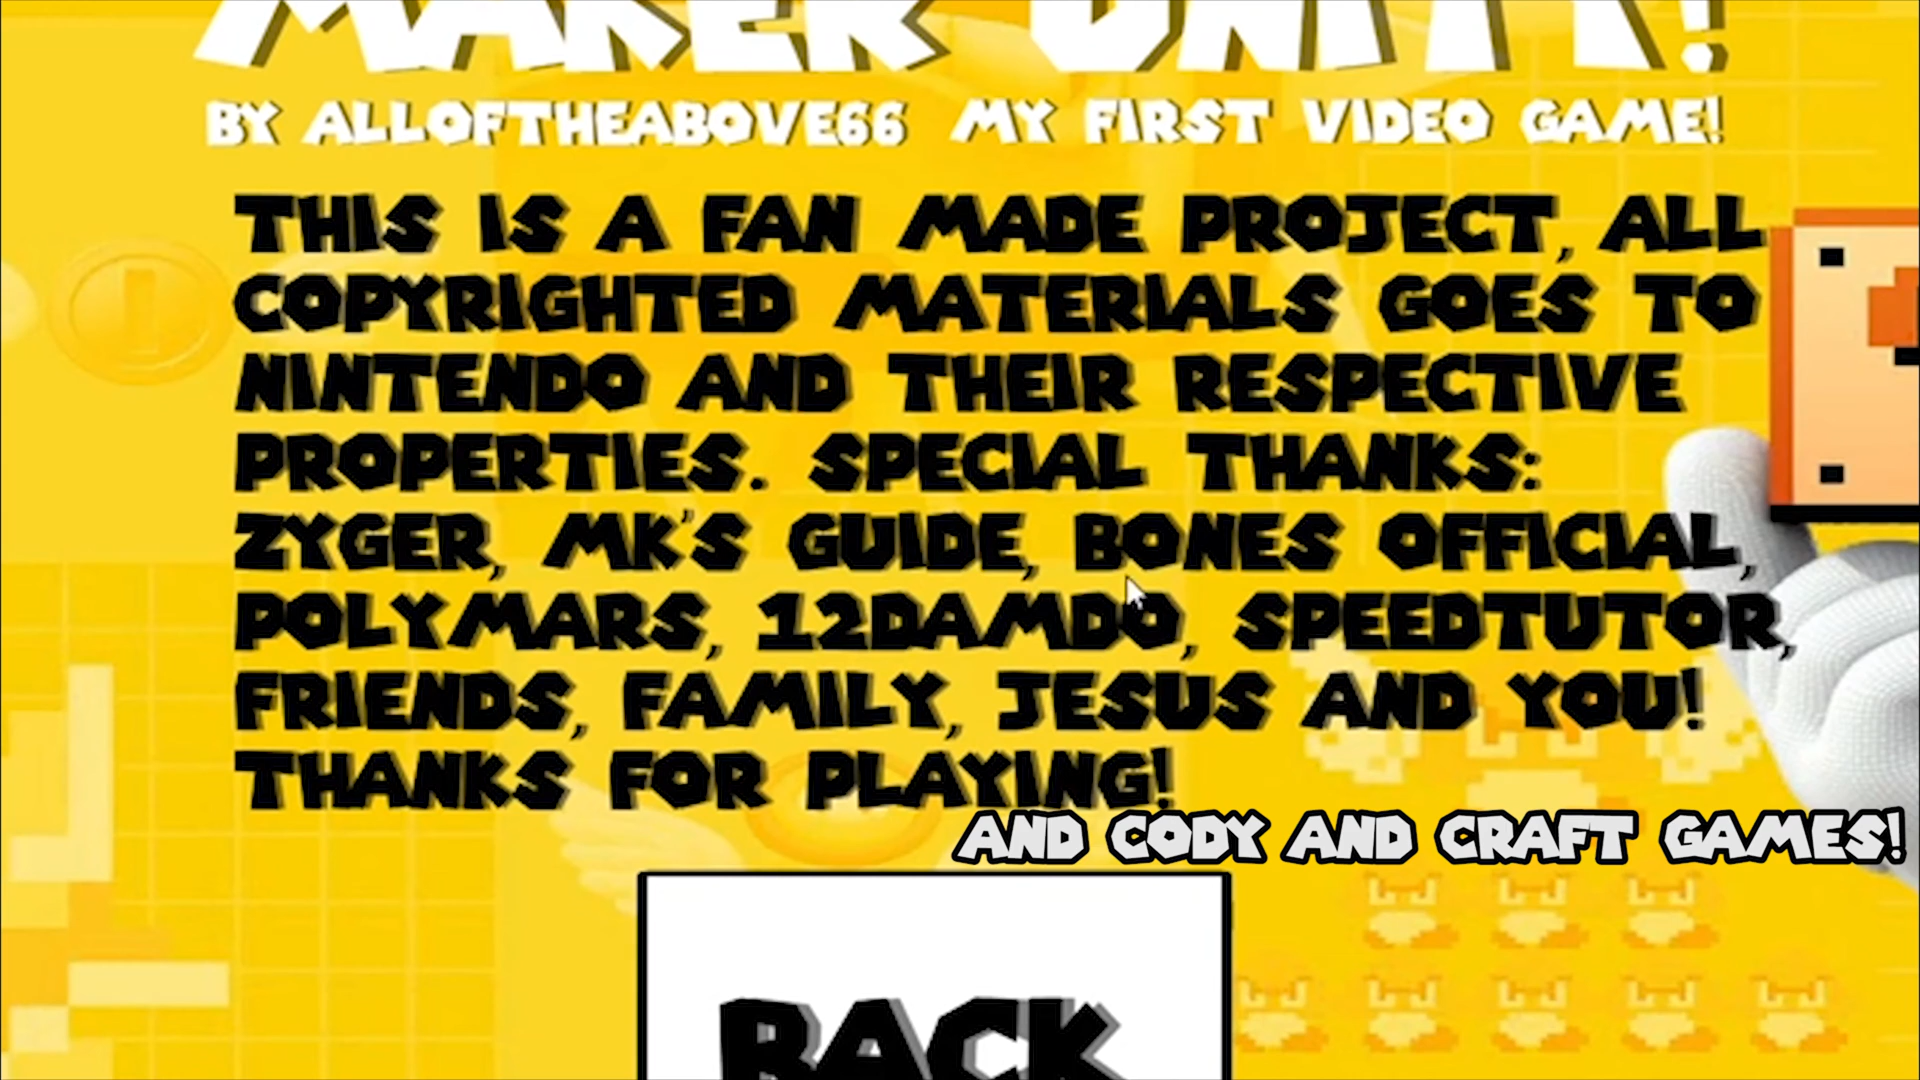 MAKER UNITY!
BY ALLOFTHEABOVE66 MY FIRST VIDEO GAME!
THIS IS A FAN MADE PROJECT, ALL
COPYRIGHTED MATERIALS GOES TO
NINTENDO AND THEIR RESPECTIVE
PROPERTIES. SPECIAL THANKS:
ZYGER, MK'S GUIDE, BONES OFFICIAL,
POLYMARS, 12DAMDO, SPEEDTUTOR,
FRIENDS, FAMILY, JESUS AND YOU!
THANKS FOR PLAYING!
AND CODY AND CRAFT GAMES!
BACK